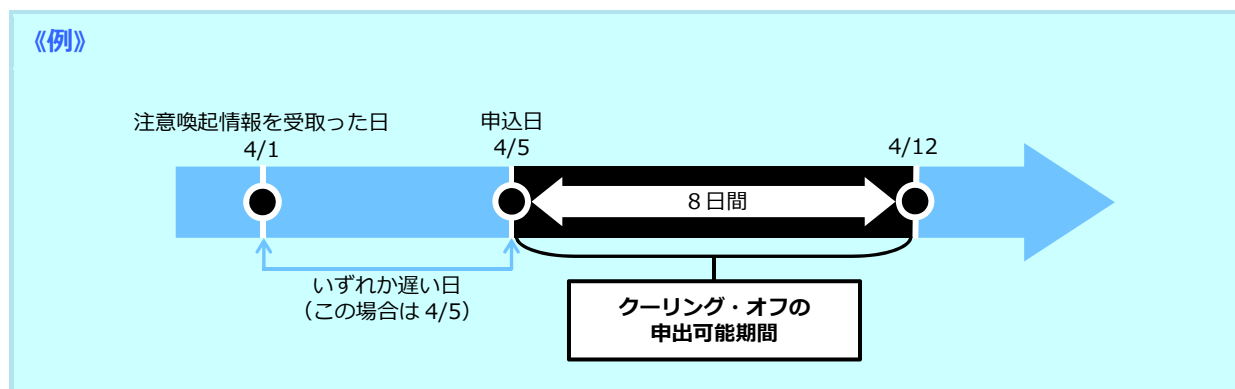 《例》
注意喚起情報を受取った日
4/1
申込日
4/5
4/12
８日間
いずれか遅い日
（この場合は 4/5）
クーリング・オフの
申出可能期間